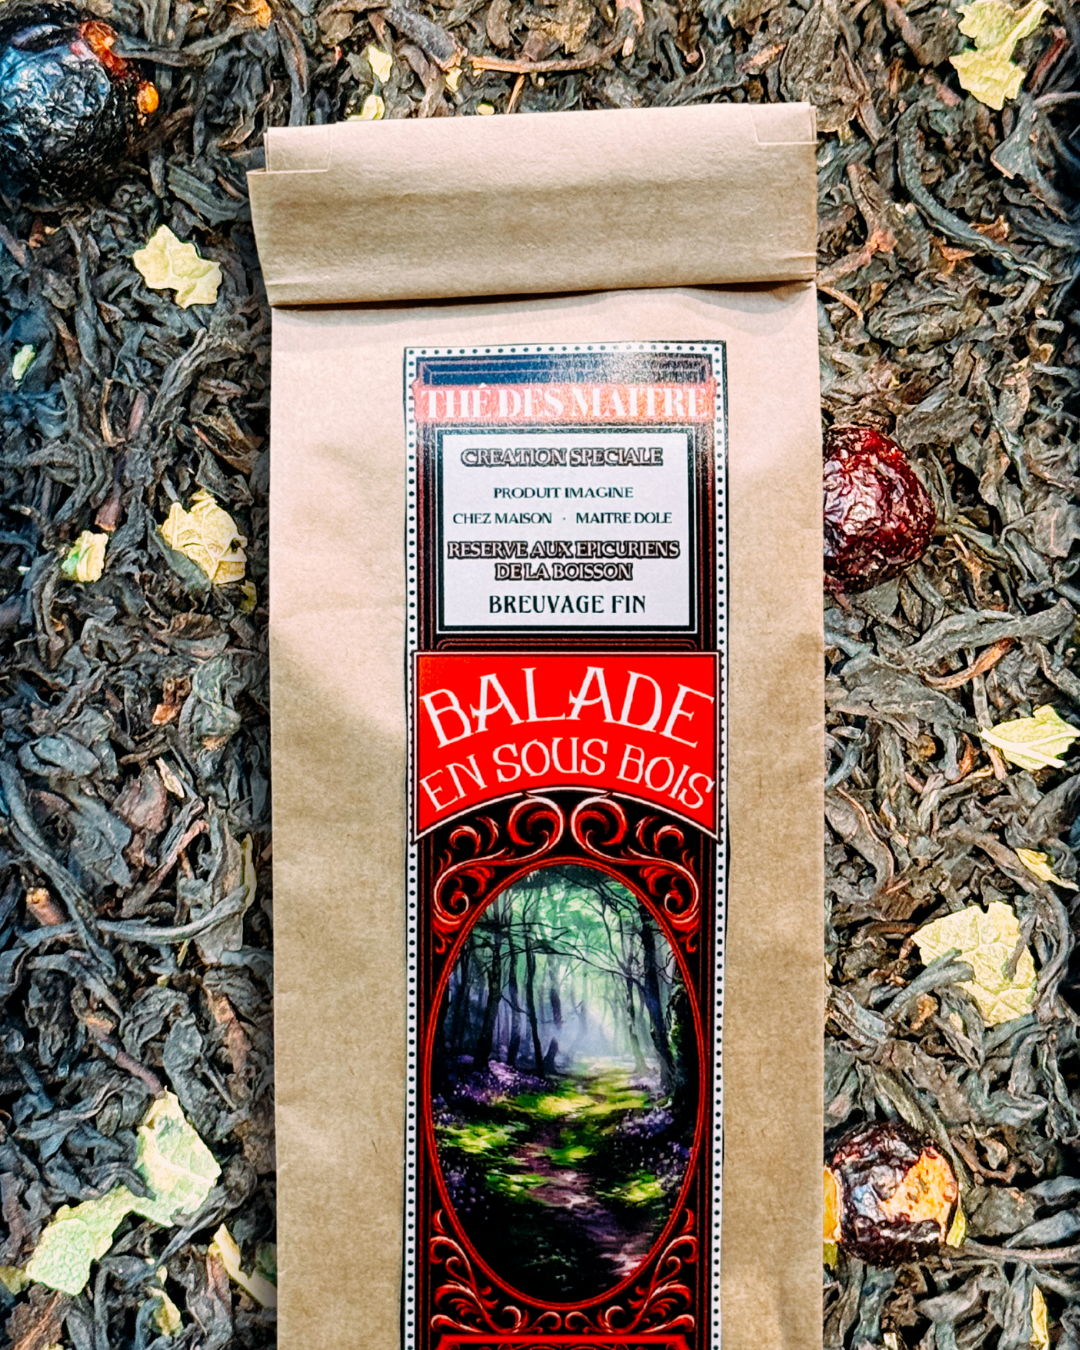 THÉ DES MAITRE
CREATION SPECIALE
PRODUIT IMAGINE
CHEZ MAISON · MAITRE DOLE
RESERVE AUX EPICURIENS
DE LA BOISSON
BREUVAGE FIN
BALADE
EN SOUS BOIS